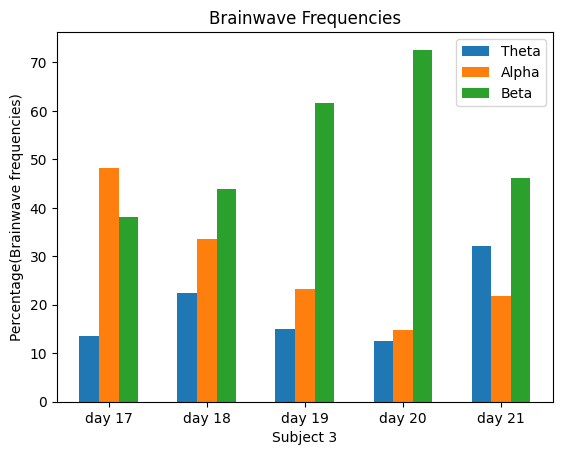 Brainwave Frequencies
Theta
Alpha
Beta
Percentage(Brainwave frequencies)
70
60
50
40
30
20
10
0
day 17 day 18 day 19 day 20 day 21
Subject 3